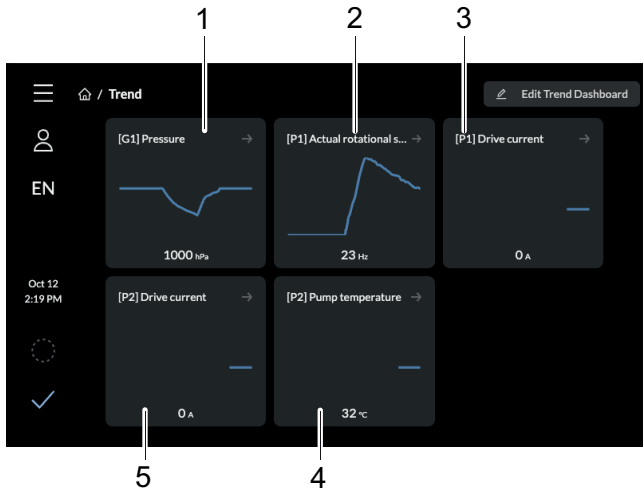 1 2 3
/ Trend
Edit Trend Dashboard
[G1] Pressure
1000 hPa
[P1] Actual rotational s...
23 Hz
[P1] Drive current
0 A
EN
Oct 12
2:19 PM
[P2] Drive current
0 A
[P2] Pump temperature
32 °C
5 4